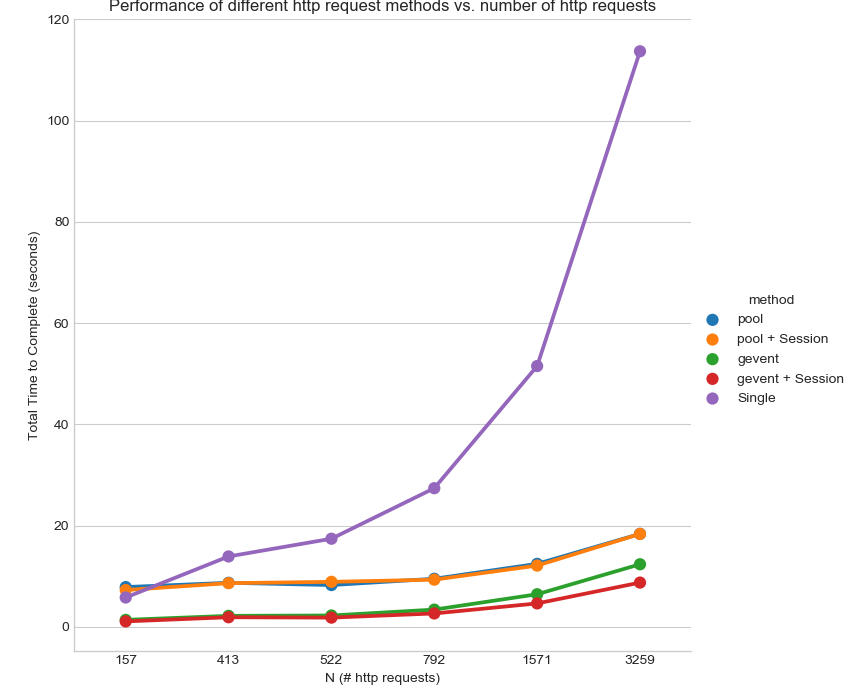 Performance of different http request methods vs. number of http requests
120
100
80
60
40
20
0
Total Time to Complete (seconds)
157 413 522 792 1571 3259
N (# http requests)
method
pool
pool + Session
gevent
gevent + Session
Single